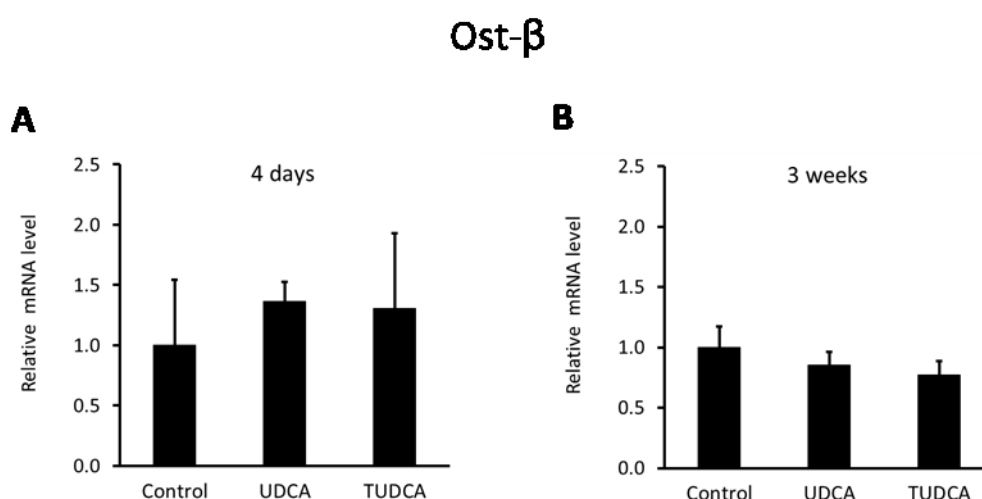 Ost-β
A
4 days
Relative mRNA level
2.5
2.0
1.5
1.0
0.5
0.0
Control UDCA TUDCA
B
3 weeks
Relative mRNA level
2.5
2.0
1.5
1.0
0.5
0.0
Control UDCA TUDCA